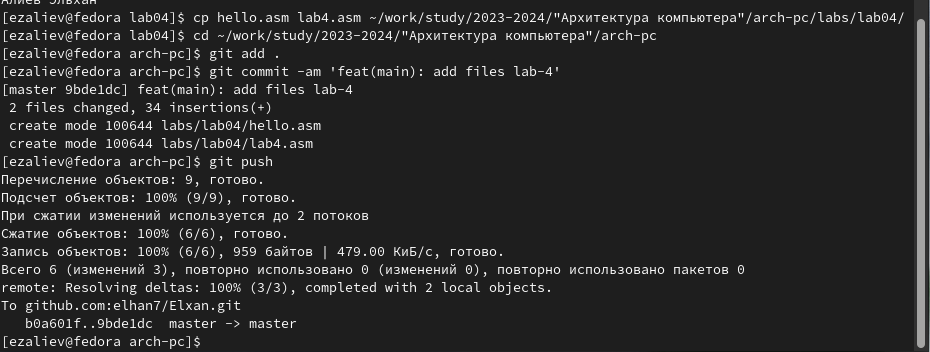 Алиев Эльхан
[ezaliev@fedora lab04]$ cp hello.asm lab4.asm ~/work/study/2023-2024/"Архитектура компьютера"/arch-pc/labs/lab04/
[ezaliev@fedora lab04]$ cd ~/work/study/2023-2024/"Архитектура компьютера"/arch-pc
[ezaliev@fedora arch-pc]$ git add .
[ezaliev@fedora arch-pc]$ git commit -am 'feat(main): add files lab-4'
[master 9bde1dc] feat(main): add files lab-4
 2 files changed, 34 insertions(+)
 create mode 100644 labs/lab04/hello.asm
 create mode 100644 labs/lab04/lab4.asm
[ezaliev@fedora arch-pc]$ git push
Перечисление объектов: 9, готово.
Подсчет объектов: 100% (9/9), готово.
При сжатии изменений используется до 2 потоков
Сжатие объектов: 100% (6/6), готово.
Запись объектов: 100% (6/6), 959 байтов | 479.00 КиБ/с, готово.
Всего 6 (изменений 3), повторно использовано 0 (изменений 0), повторно использовано пакетов 0
remote: Resolving deltas: 100% (3/3), completed with 2 local objects.
To github.com:elhan7/Elxan.git
   b0a601f..9bde1dc  master -> master
[ezaliev@fedora arch-pc]$